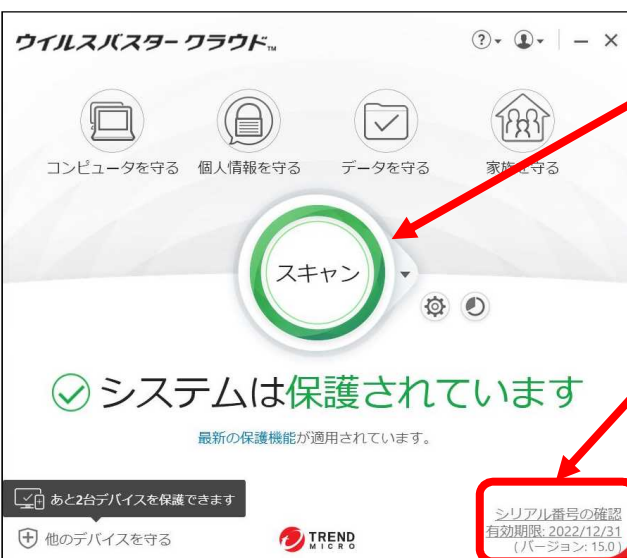 ウイルスバスター クラウド™
コンピュータを守る 個人情報を守る データを守る 家族を守る
スキャン
システムは保護されています
最新の保護機能が適用されています。
あと2台デバイスを保護できます
シリアル番号の確認
有効期限: 2022/12/31
(バージョン: 15.0)
他のデバイスを守る
TREND
MICRO